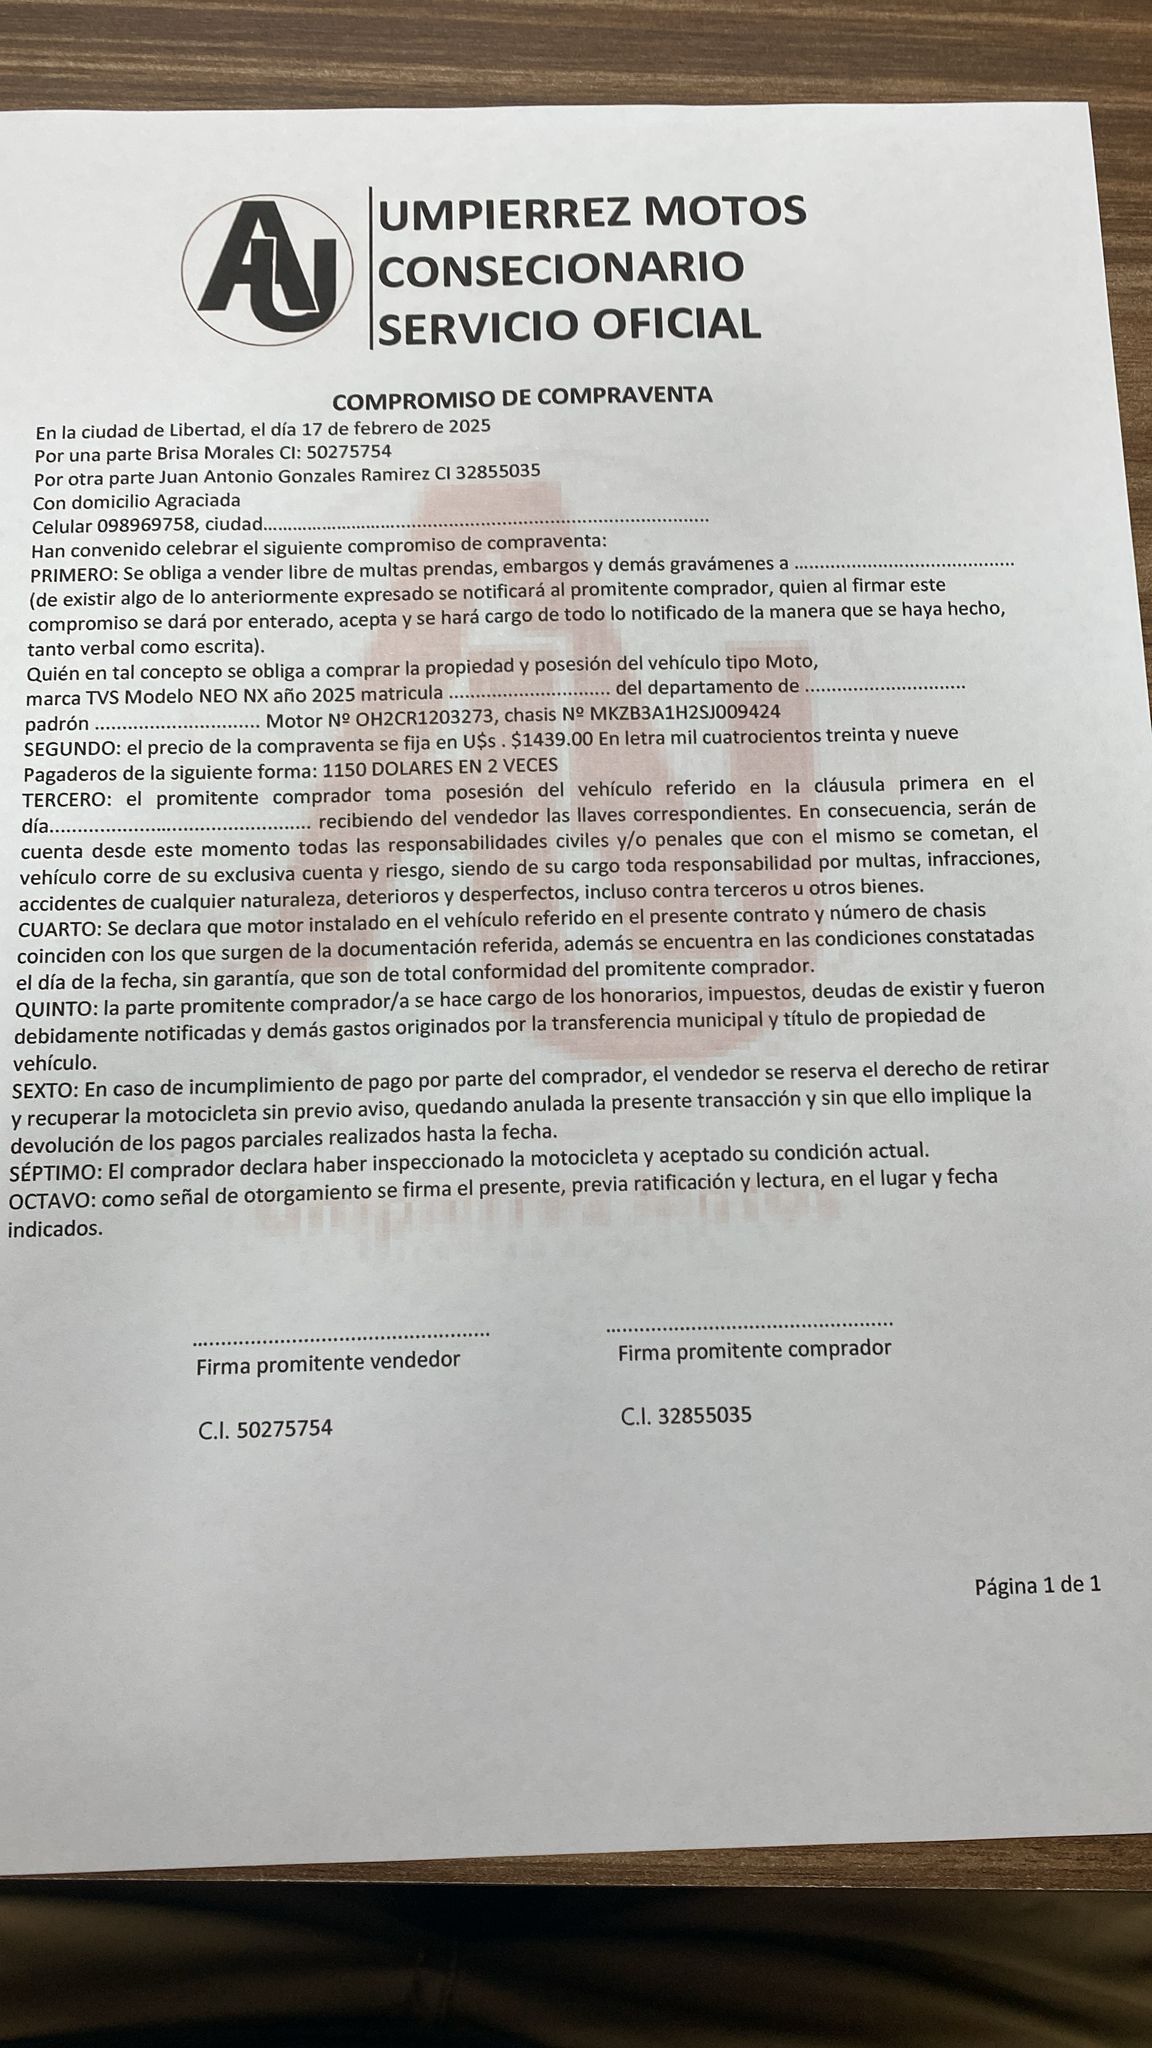 AU
UMPIERREZ MOTOS
CONSECIONARIO
SERVICIO OFICIAL
COMPROMISO DE COMPRAVENTA
En la ciudad de Libertad, el día 17 de febrero de 2025
Por una parte Brisa Morales CI: 50275754
Por otra parte Juan Antonio Gonzales Ramirez CI 32855035
Con domicilio Agraciada
Celular 098969758, ciudad..........................................................................................
Han convenido celebrar el siguiente compromiso de compraventa:
PRIMERO: Se obliga a vender libre de multas prendas, embargos y demás gravámenes a ............................................
(de existir algo de lo anteriormente expresado se notificará al promitente comprador, quien al firmar este
compromiso se dará por enterado, acepta y se hará cargo de todo lo notificado de la manera que se haya hecho,
tanto verbal como escrita).
Quién en tal concepto se obliga a comprar la propiedad y posesión del vehículo tipo Moto,
marca TVS Modelo NEO NX año 2025 matricula ................................ del departamento de ................................
padrón ................................ Motor Nº OH2CR1203273, chasis Nº MKZB3A1H2SJ009424
SEGUNDO: el precio de la compraventa se fija en U$s . $1439.00 En letra mil cuatrocientos treinta y nueve
Pagaderos de la siguiente forma: 1150 DOLARES EN 2 VECES
TERCERO: el promitente comprador toma posesión del vehículo referido en la cláusula primera en el
día.................................................... recibiendo del vendedor las llaves correspondientes. En consecuencia, serán de
cuenta desde este momento todas las responsabilidades civiles y/o penales que con el mismo se cometan, el
vehículo corre de su exclusiva cuenta y riesgo, siendo de su cargo toda responsabilidad por multas, infracciones,
accidentes de cualquier naturaleza, deterioros y desperfectos, incluso contra terceros u otros bienes.
CUARTO: Se declara que motor instalado en el vehículo referido en el presente contrato y número de chasis
coinciden con los que surgen de la documentación referida, además se encuentra en las condiciones constatadas
el día de la fecha, sin garantía, que son de total conformidad del promitente comprador.
QUINTO: la parte promitente comprador/a se hace cargo de los honorarios, impuestos, deudas de existir y fueron
debidamente notificadas y demás gastos originados por la transferencia municipal y título de propiedad de
vehículo.
SEXTO: En caso de incumplimiento de pago por parte del comprador, el vendedor se reserva el derecho de retirar
y recuperar la motocicleta sin previo aviso, quedando anulada la presente transacción y sin que ello implique la
devolución de los pagos parciales realizados hasta la fecha.
SÉPTIMO: El comprador declara haber inspeccionado la motocicleta y aceptado su condición actual.
OCTAVO: como señal de otorgamiento se firma el presente, previa ratificación y lectura, en el lugar y fecha
indicados.
.......................................................
Firma promitente vendedor
C.I. 50275754
.......................................................
Firma promitente comprador
C.I. 32855035
Página 1 de 1